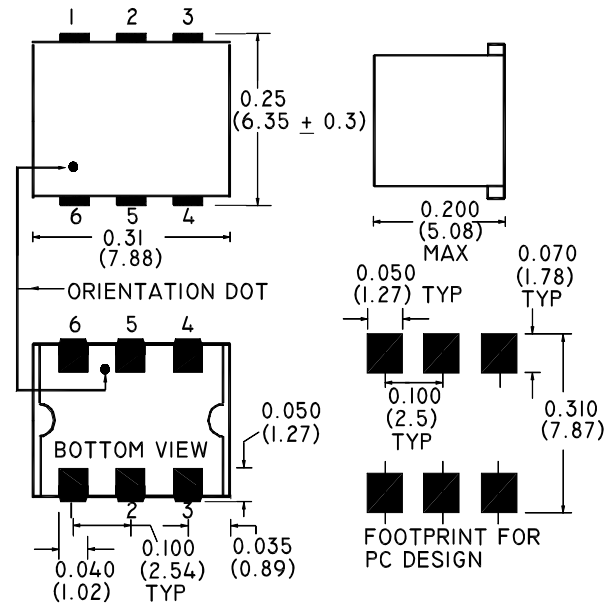 1 2 3
0.25
(6.35 ± 0.3)
6 5 4
0.31
(7.88)
0.200
(5.08)
MAX
ORIENTATION DOT
0.050
(1.27) TYP
0.070
(1.78)
TYP
6 5 4
0.100
(2.5)
TYP
0.310
(7.87)
0.050
(1.27)
BOTTOM VIEW
2 3
0.040
(1.02)
0.100
(2.54)
TYP
0.035
(0.89)
FOOTPRINT FOR
PC DESIGN